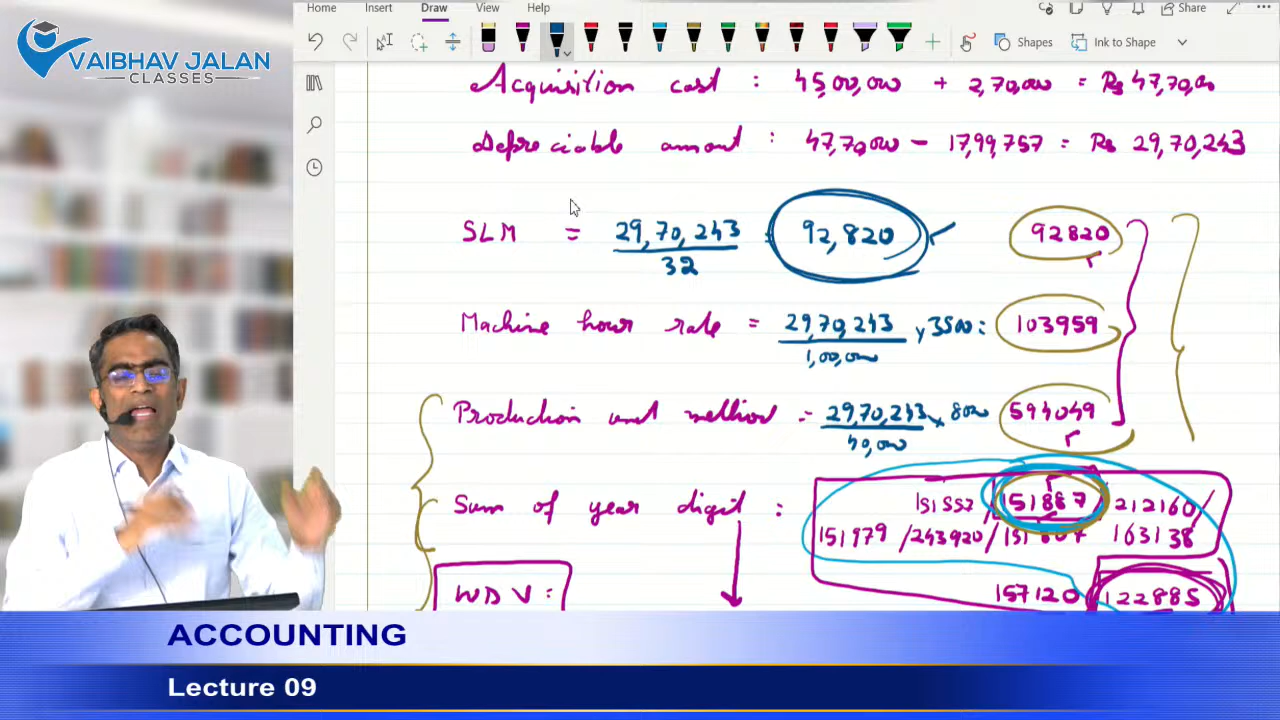 Home Insert Draw View Help Share
VAIBHAV JALAN
CLASSES
Shapes Ink to Shape
Acquisition cost : 45,00,000 + 2,70,000 = Rs 47,70,00
Depreciable amount : 47,70,000 - 17,99,757 = Rs 29,70,243
SLM = 29,70,243 = 92,820 92820
32
Machine hour rate = 29,70,243 x 3500 = 103959
1,00,000
Production unit method = 29,70,243 x 8000 594049
40,000
Sum of year digit : 151552 / 151887 / 212160 /
151979 / 243920 / 163138
157120 122885
WDV :
ACCOUNTING
Lecture 09